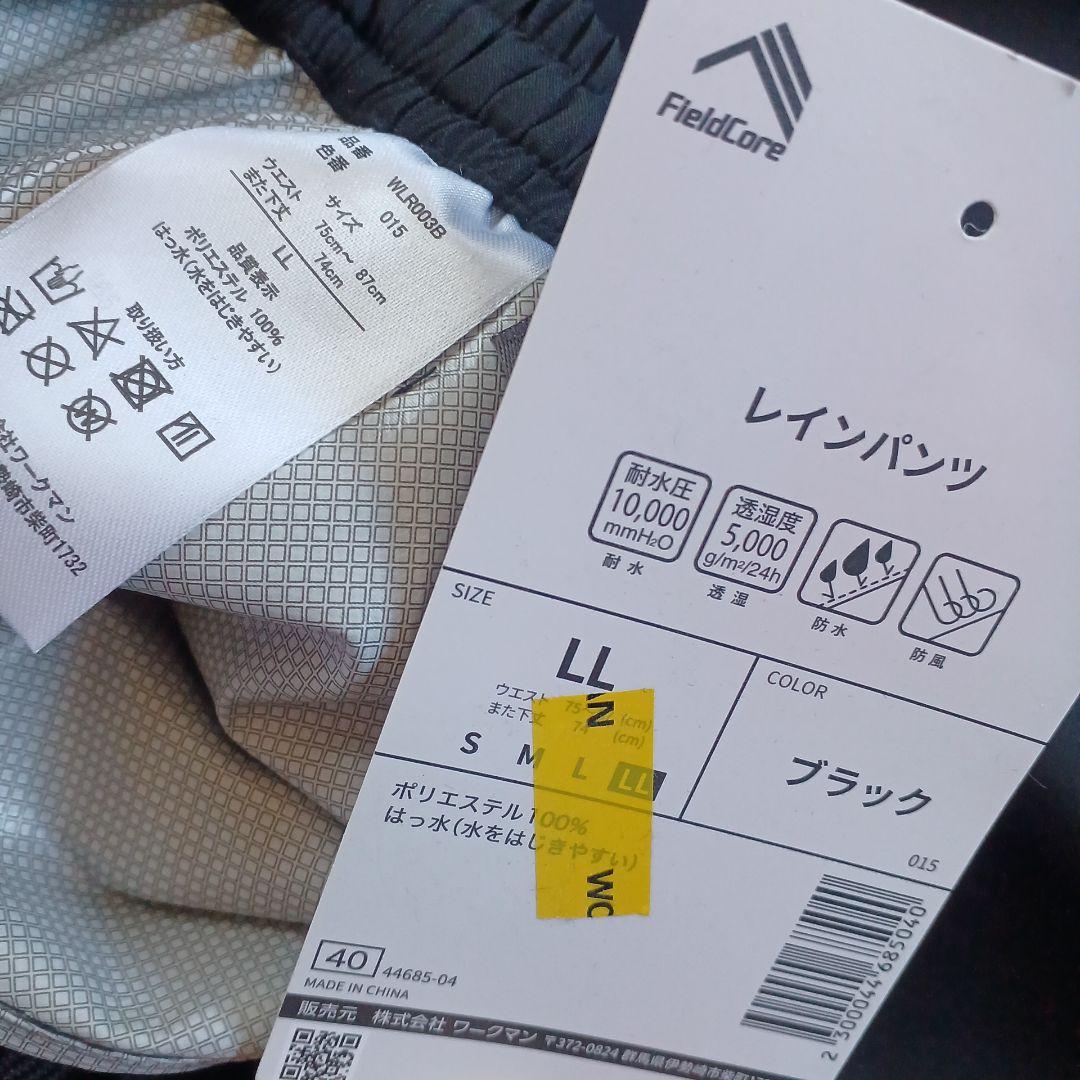 品番 WLR003B
色番 015
サイズ
ウエスト 75cm～ 87cm
また下丈 74cm
LL
品質表示
ポリエステル 100%
はっ水(水をはじきやすい)
取り扱い方
会社ワークマン
勢崎市柴町1732
FieldCore
レインパンツ
耐水圧
10,000
mmH₂O
耐水
透湿度
5,000
g/m²/24h
透湿
防水
防風
SIZE
LL
ウエスト 75- (cm)
また下丈 74 (cm)
S M L LL
COLOR
ブラック
015
ポリエステル100%
はっ水(水をはじきやすい)
AN
WO
40 44685-04
MADE IN CHINA
2300044685040
販売元 株式会社 ワークマン 〒372-0824 群馬県伊勢崎市柴町